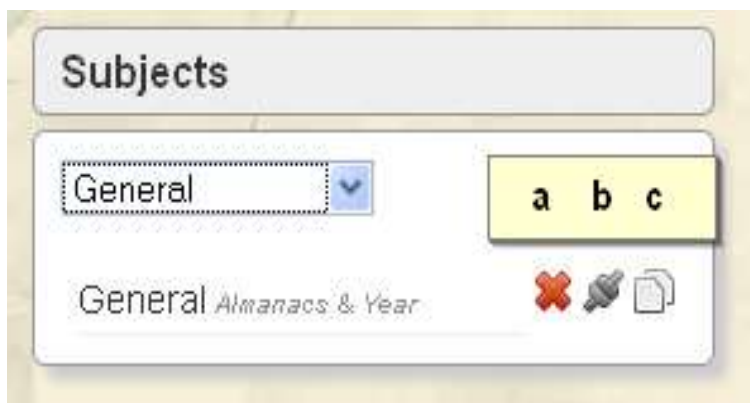 Subjects
General
a b c
General Almanacs & Year